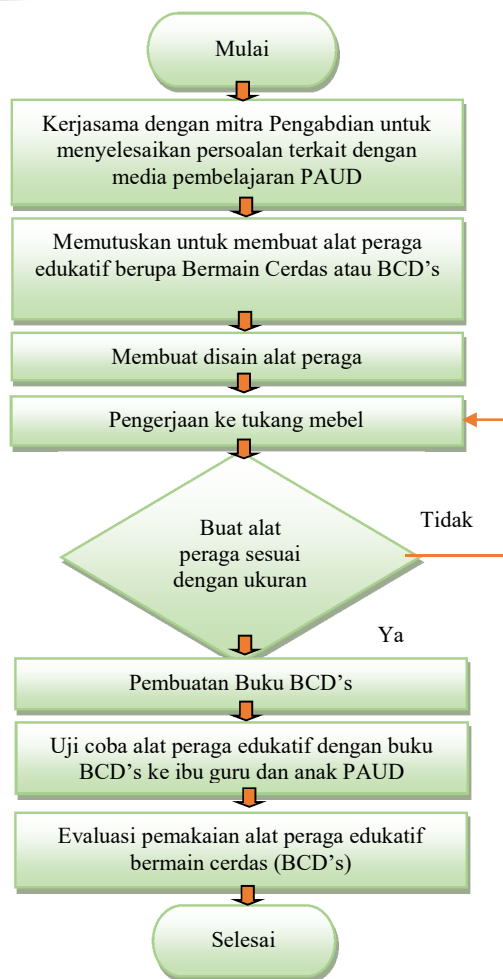 Mulai
Kerjasama dengan mitra Pengabdian untuk
menyelesaikan persoalan terkait dengan
media pembelajaran PAUD
Memutuskan untuk membuat alat peraga
edukatif berupa Bermain Cerdas atau BCD’s
Membuat disain alat peraga
Pengerjaan ke tukang mebel
Buat alat
peraga sesuai
dengan ukuran
Tidak
Ya
Pembuatan Buku BCD’s
Uji coba alat peraga edukatif dengan buku
BCD’s ke ibu guru dan anak PAUD
Evaluasi pemakaian alat peraga edukatif
bermain cerdas (BCD’s)
Selesai